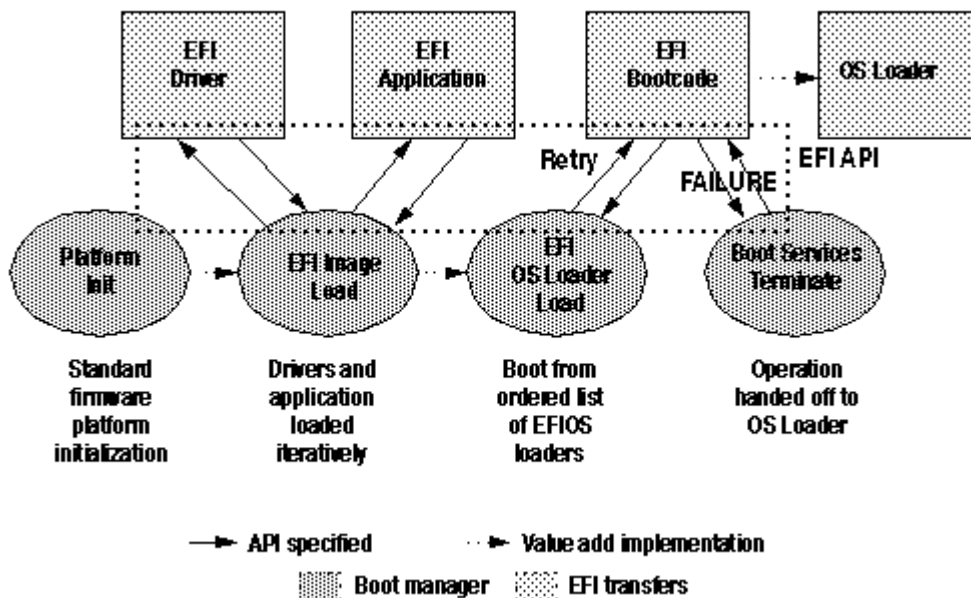 EFI
Driver
EFI
Application
EFI
Bootcode
OS Loader
EFI API
Retry
FAILURE
Platform
Init
EFI Image
Load
EFI
OS Loader
Load
Boot Services
Terminate
Standard
firmware
platform
initialization
Drivers and
application
loaded
iteratively
Boot from
ordered list
of EFIOS
loaders
Operation
handed off to
OS Loader
API specified
Value add implementation
Boot manager
EFI transfers